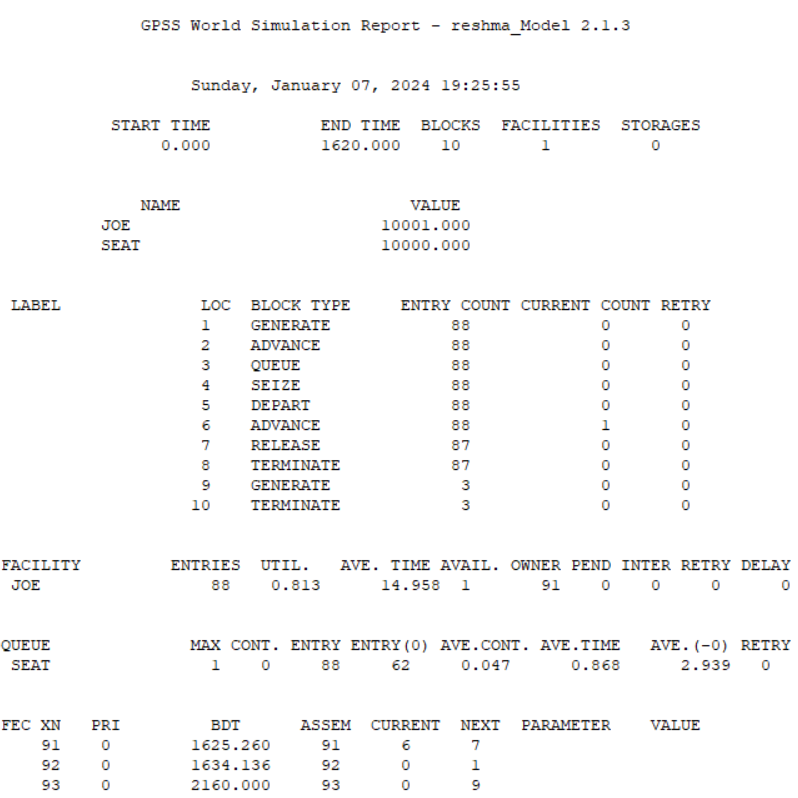 GPSS World Simulation Report - reshma_Model 2.1.3
Sunday, January 07, 2024 19:25:55
START TIME END TIME BLOCKS FACILITIES STORAGES
0.000 1620.000 10 1 0
NAME VALUE
JOE 10001.000
SEAT 10000.000
LABEL LOC BLOCK TYPE ENTRY COUNT CURRENT COUNT RETRY
1 GENERATE 88 0 0
2 ADVANCE 88 0 0
3 QUEUE 88 0 0
4 SEIZE 88 0 0
5 DEPART 88 0 0
6 ADVANCE 88 1 0
7 RELEASE 87 0 0
8 TERMINATE 87 0 0
9 GENERATE 3 0 0
10 TERMINATE 3 0 0
FACILITY ENTRIES UTIL. AVE. TIME AVAIL. OWNER PEND INTER RETRY DELAY
JOE 88 0.813 14.958 1 91 0 0 0 0
QUEUE MAX CONT. ENTRY ENTRY(0) AVE.CONT. AVE.TIME AVE.(-0) RETRY
SEAT 1 0 88 62 0.047 0.868 2.939 0
FEC XN PRI BDT ASSEM CURRENT NEXT PARAMETER VALUE
91 0 1625.260 91 6 7
92 0 1634.136 92 0 1
93 0 2160.000 93 0 9